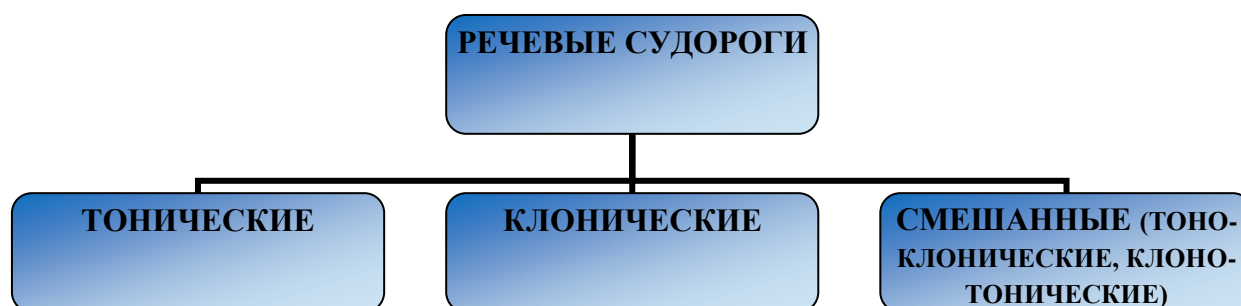 РЕЧЕВЫЕ СУДОРОГИ
ТОНИЧЕСКИЕ
КЛОНИЧЕСКИЕ
СМЕШАННЫЕ (ТОНО-
КЛОНИЧЕСКИЕ, КЛОНО-
ТОНИЧЕСКИЕ)